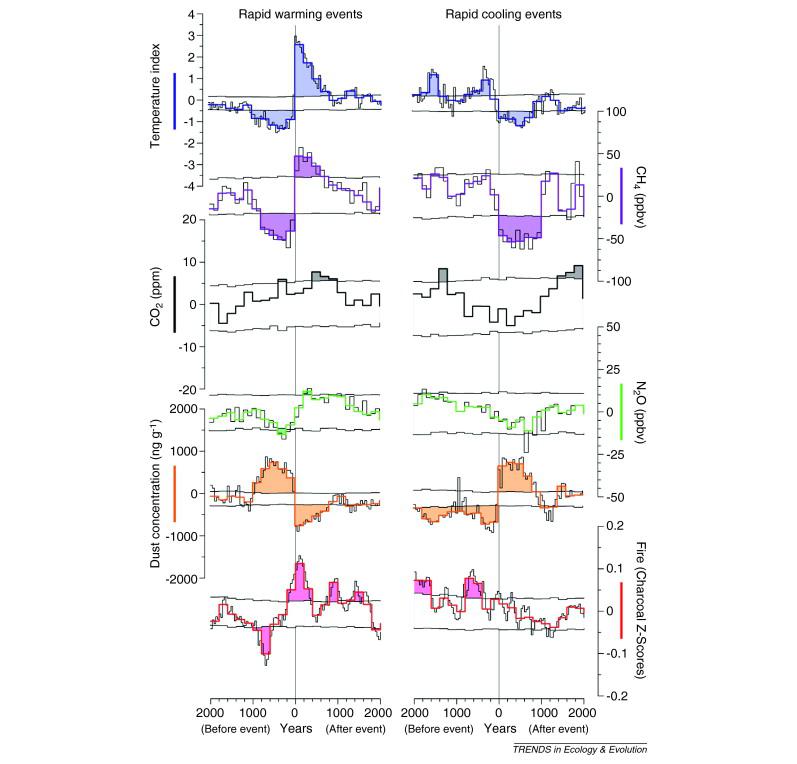 Rapid warming events
Rapid cooling events
4
3
2
1
0
-1
-2
-3
-4
Temperature index
100
50
0
-50
-100
CH4 (ppbv)
20
10
0
-10
-20
CO2 (ppm)
50
25
0
-25
-50
N2O (ppbv)
2000
1000
0
-1000
-2000
Dust concentration (ng g-1)
0.2
0.1
0
-0.1
-0.2
Fire (Charcoal Z-Scores)
2000 1000 0 1000 2000
2000 1000 0 1000 2000
(Before event) Years (After event)
(Before event) Years (After event)
TRENDS in Ecology & Evolution